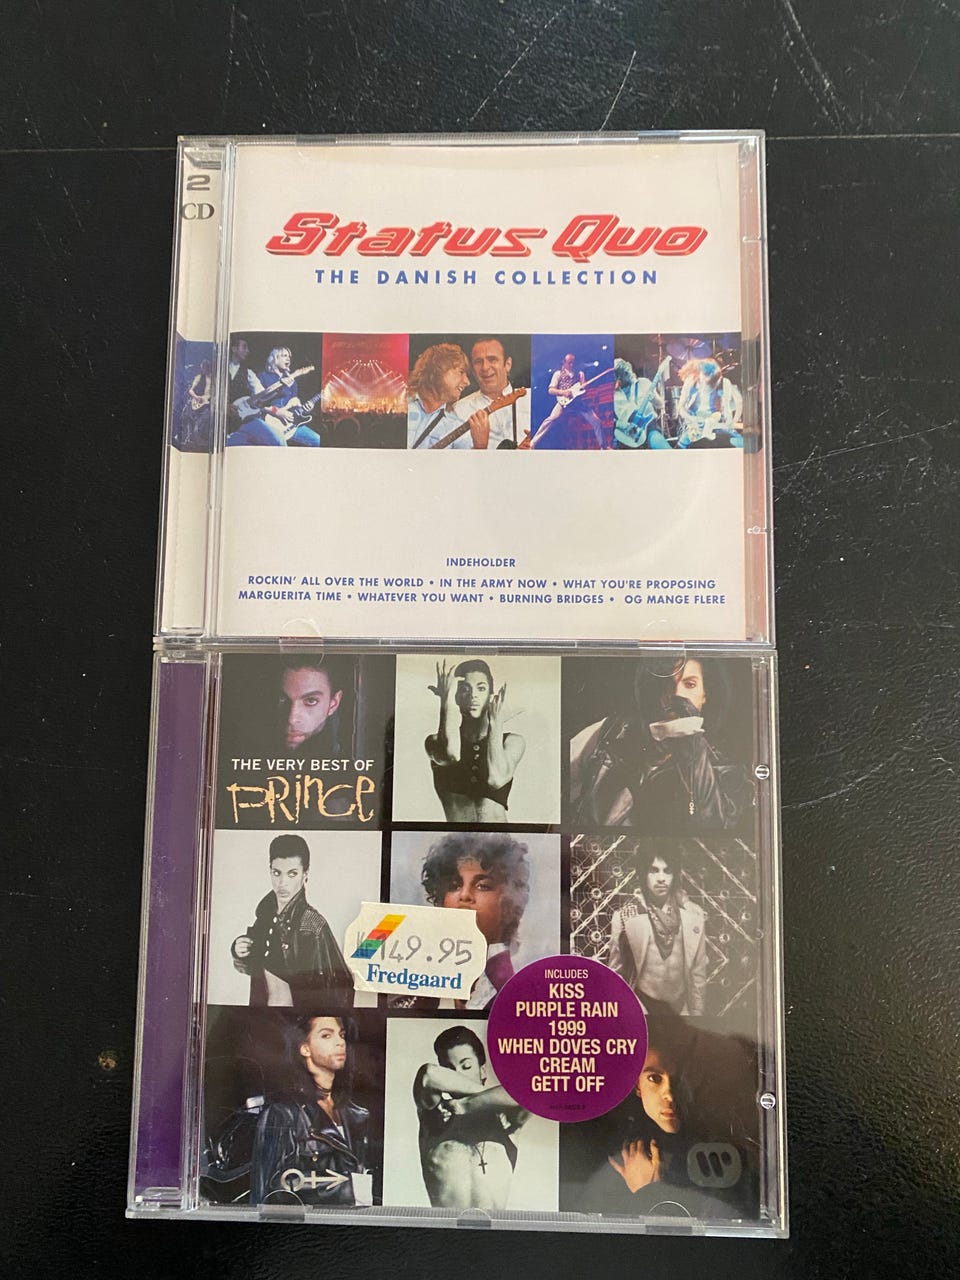 2
CD
Status Quo
THE DANISH COLLECTION
INDEHOLDER
ROCKIN' ALL OVER THE WORLD • IN THE ARMY NOW • WHAT YOU'RE PROPOSING
MARGUERITA TIME • WHATEVER YOU WANT • BURNING BRIDGES • OG MANGE FLERE
THE VERY BEST OF
PRINCE
149.95
Fredgaard
INCLUDES
KISS
PURPLE RAIN
1999
WHEN DOVES CRY
CREAM
GETT OFF